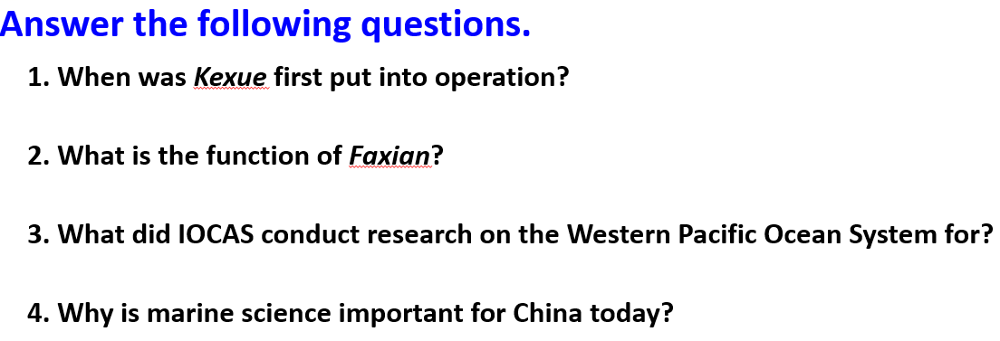 Answer the following questions.
1. When was Kexue first put into operation?
2. What is the function of Faxian?
3. What did IOCAS conduct research on the Western Pacific Ocean System for?
4. Why is marine science important for China today?